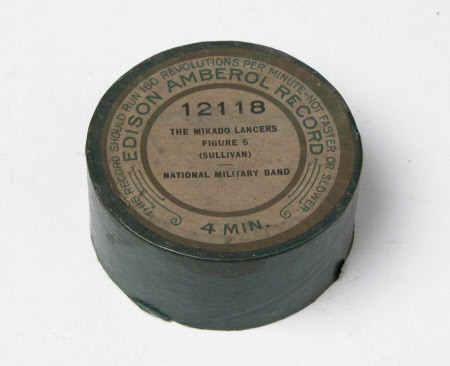 THIS RECORD SHOULD RUN 160 REVOLUTIONS PER MINUTE-NOT FASTER OR SLOWER
EDISON AMBEROL RECORD
12118
THE MIKADO LANCERS
FIGURE 5
(SULLIVAN)
NATIONAL MILITARY BAND
4 MIN.